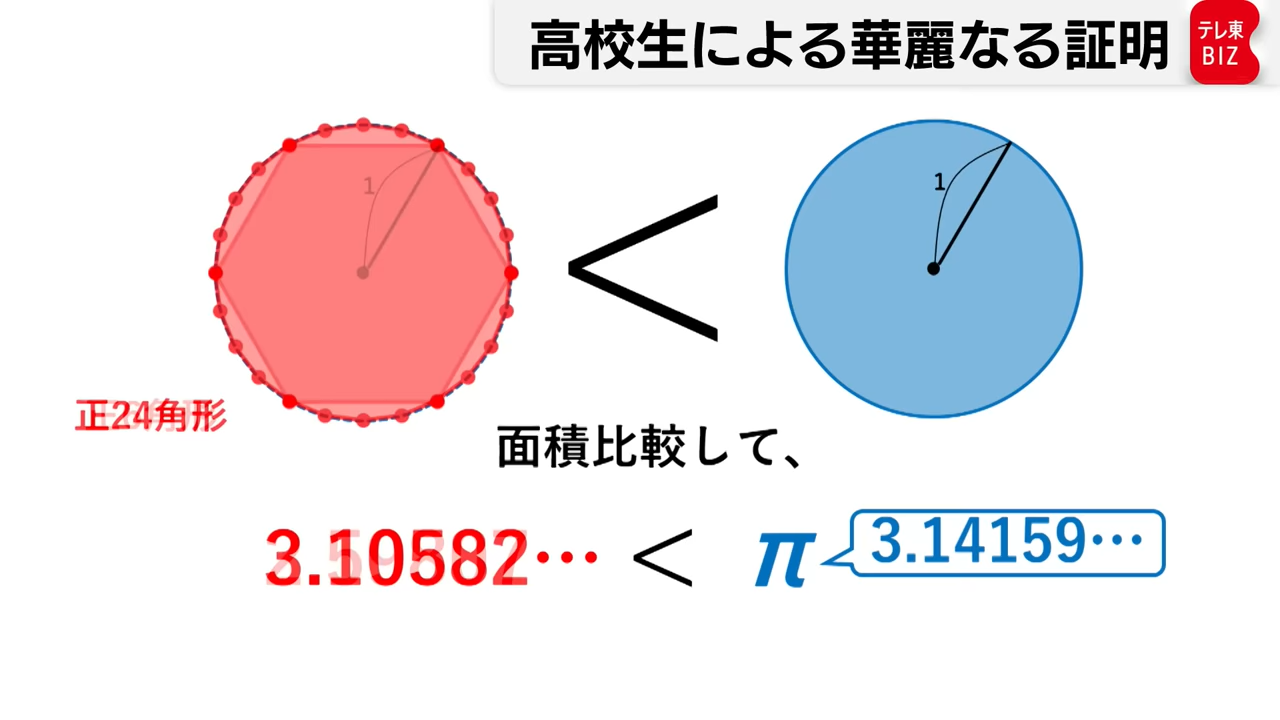 高校生による華麗なる証明
テレ東
BIZ
1
1
正24角形
面積比較して、
3.10582… < π 3.14159…